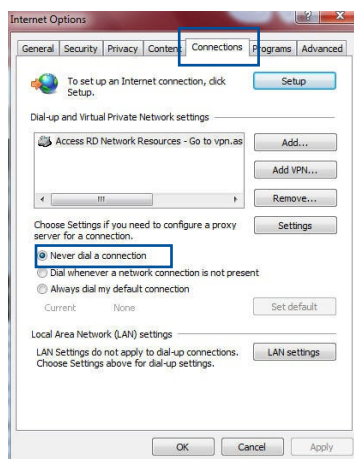 Internet Options
General Security Privacy Content Connections Programs Advanced
To set up an Internet connection, click
Setup.
Setup
Dial-up and Virtual Private Network settings
Access RD Network Resources - Go to vpn.as
Add...
Add VPN...
Remove...
Choose Settings if you need to configure a proxy
server for a connection.
Settings
Never dial a connection
Dial whenever a network connection is not present
Always dial my default connection
Current None
Set default
Local Area Network (LAN) settings
LAN Settings do not apply to dial-up connections.
Choose Settings above for dial-up settings.
LAN settings
OK Cancel Apply